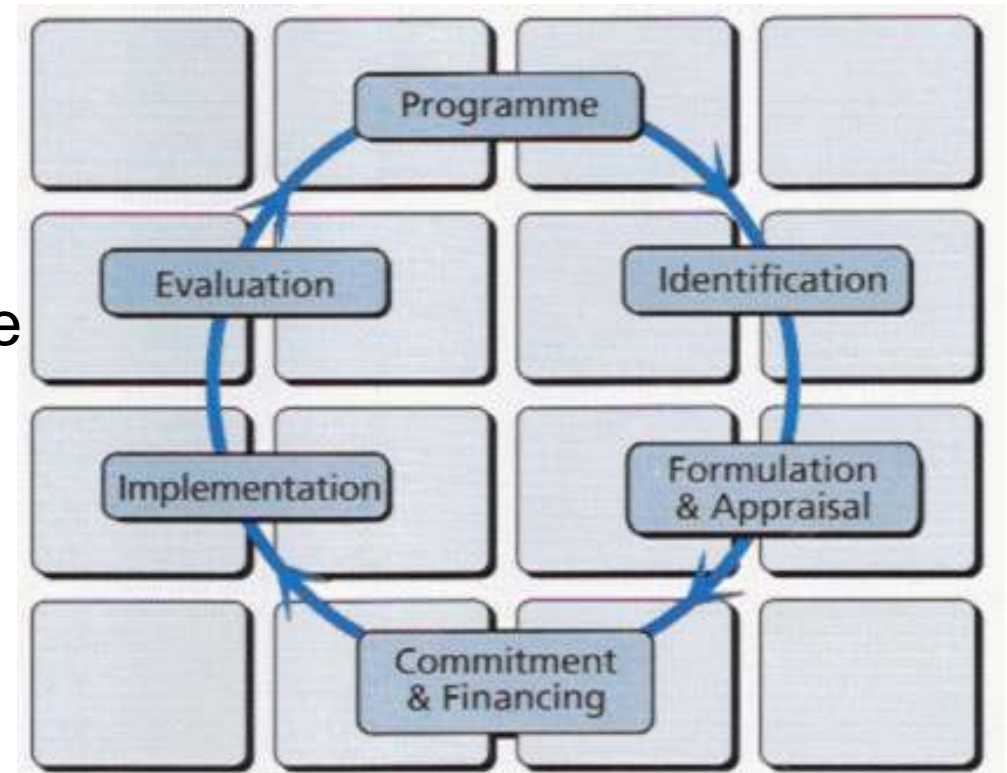 Programme
Identification
Evaluation
e
Formulation
& Appraisal
Implementation
Commitment
& Financing